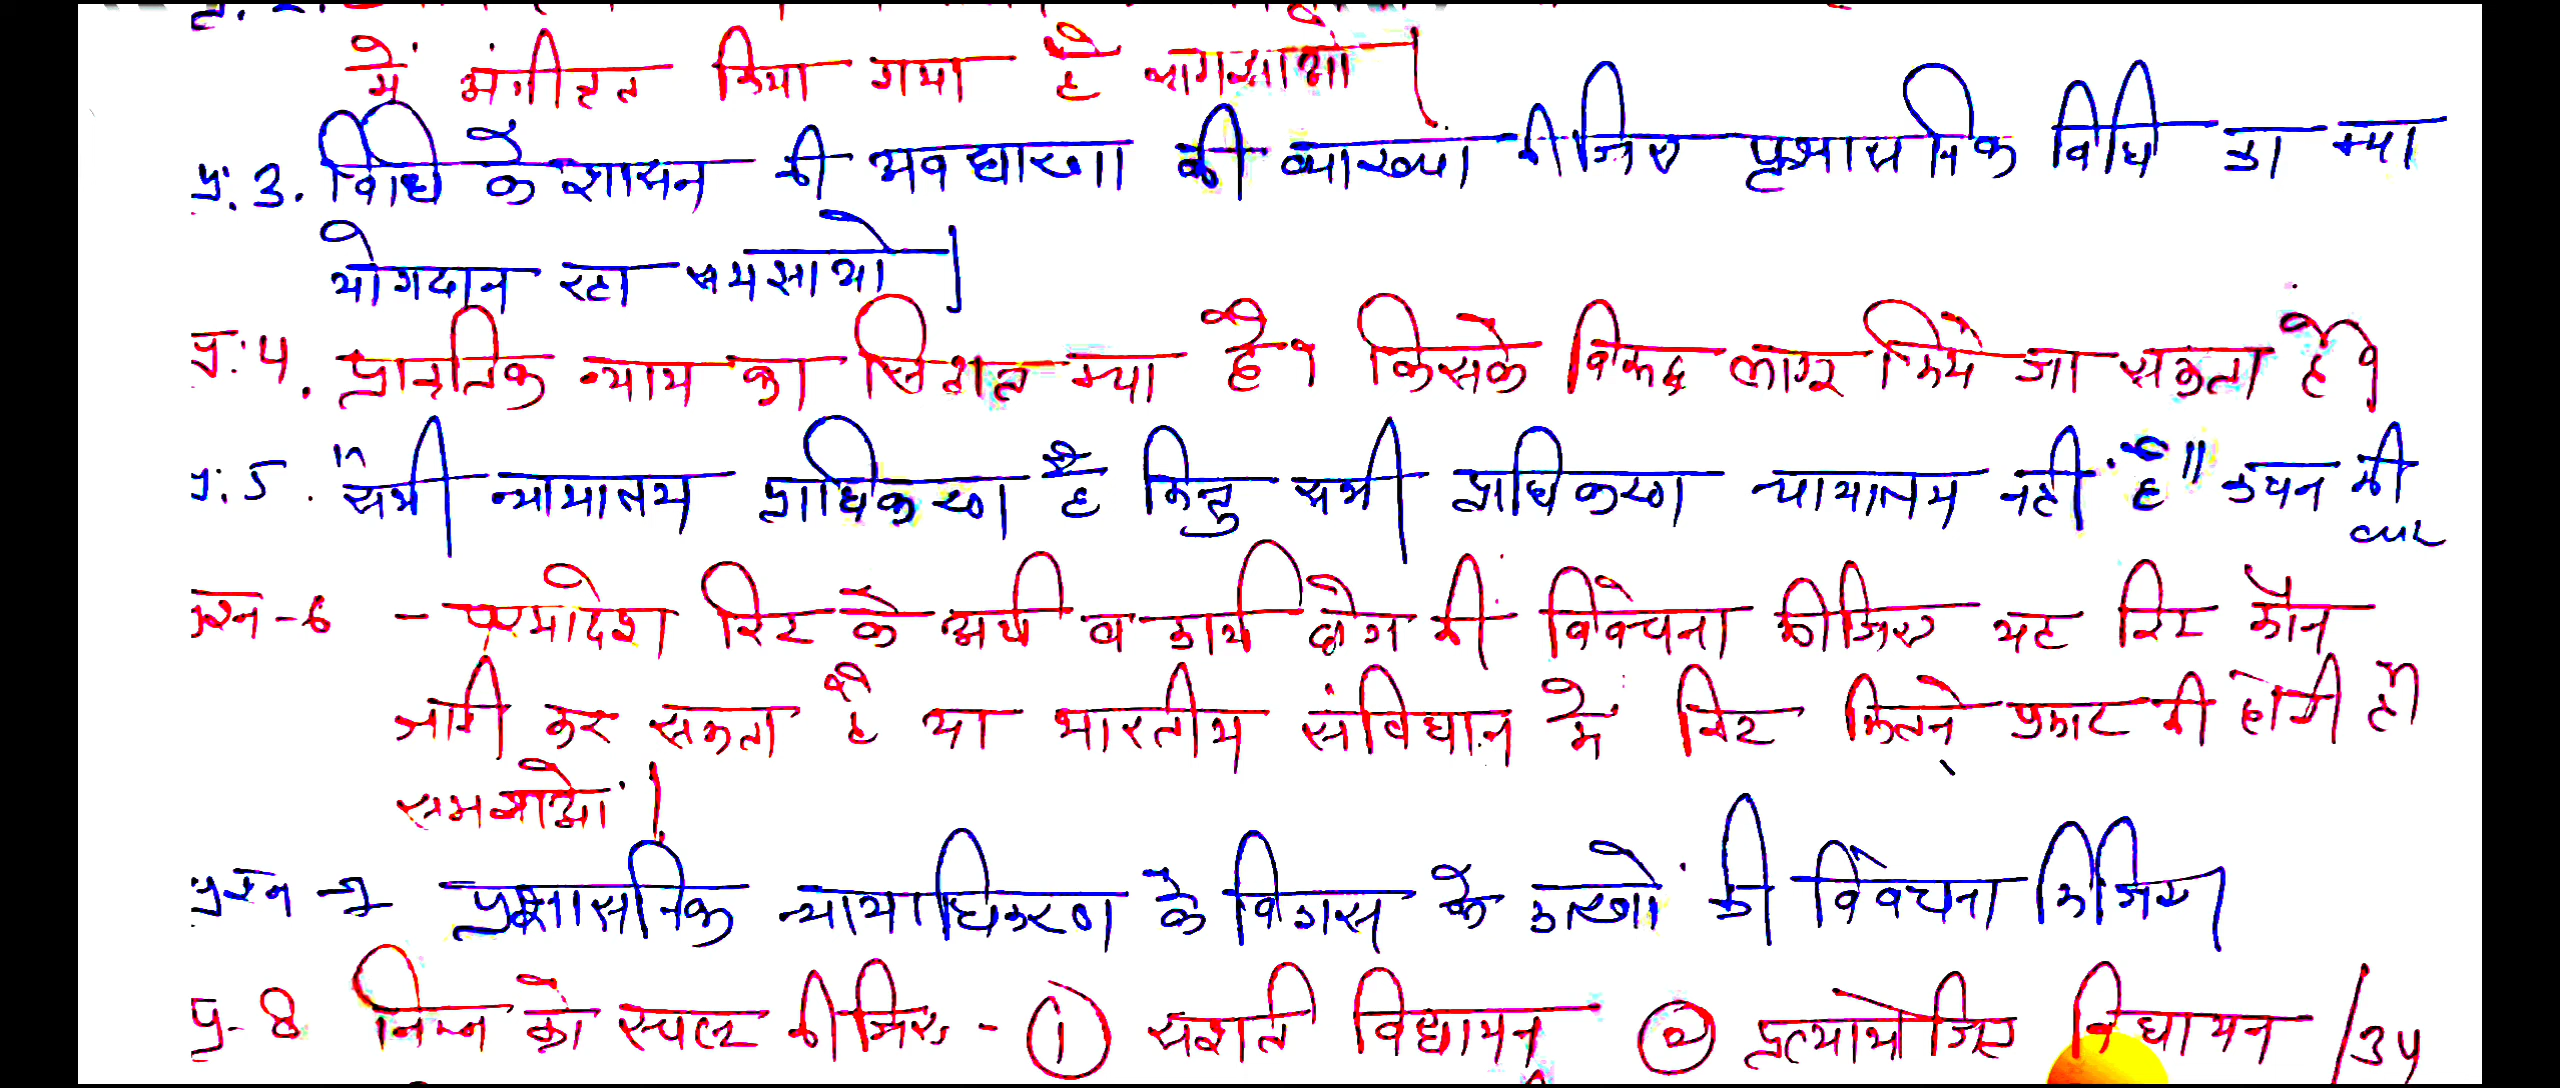 में किया गया है
प्र.3. विधि के शासन की अवधारणा की व्याख्या कीजिए प्रशासनिक विधि का क्या
योगदान रहा समझाओ।
प्र.4. प्राकृतिक न्याय का सिद्धांत क्या है। किसके विरूद्ध लागू किये जा सकता है?
प्र.5. "सभी न्यायालय प्राधिकरण है किन्तु सभी प्राधिकरण न्यायालय नहीं है" कथन की
प्रश्न-6 - परमादेश रिट के अर्थ व कार्य क्षेत्र की विवेचना कीजिए यह रिट कौन
जारी कर सकता है या भारतीय संविधान में रिट कितने प्रकार की होती है
समझाओं।
प्रश्न-7 प्रशासनिक न्यायाधिकरण के विकास के कारणों की विवेचना किजिए
प्र-8 निम्न को स्पष्ट कीजिए - ① सशर्त विधायन ② प्रत्यायोजित विधायन